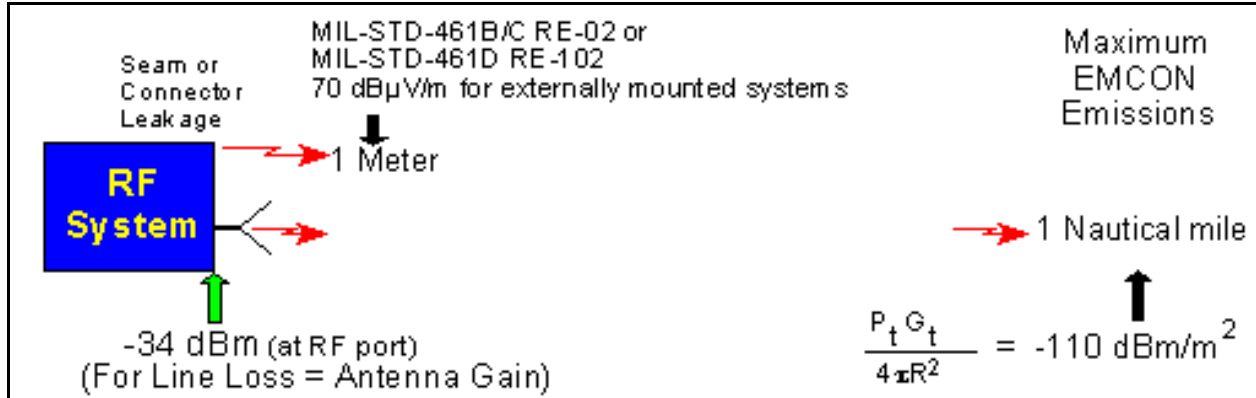 MIL-STD-461B/C RE-02 or
MIL-STD-461D RE-102
70 dBµV/m for externally mounted systems
Seam or
Connector
Leakage
1 Meter
RF
System
-34 dBm (at RF port)
(For Line Loss = Antenna Gain)
Maximum
EMCON
Emissions
1 Nautical mile
P_t G_t / 4πR² = -110 dBm/m²